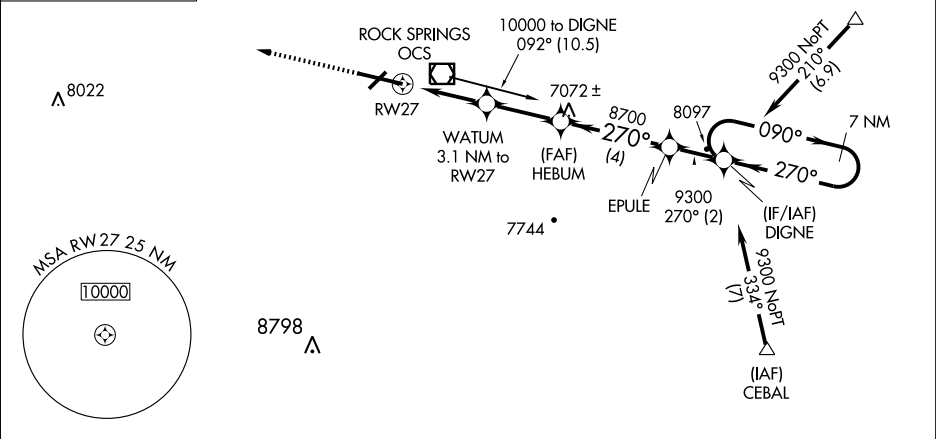 ROCK SPRINGS
OCS
10000 to DIGNE
092° (10.5)
9300 NoPT
210°
(6.9)
8022
RW27
7072 ±
8700
270°
(4)
8097
090°
7 NM
WATUM
3.1 NM to
RW27
(FAF)
HEBUM
270°
EPULE
9300
270° (2)
(IF/IAF)
DIGNE
7744
MSA RW27 25 NM
10000
9300 NoPT
334°
(7)
8798
(IAF)
CEBAL